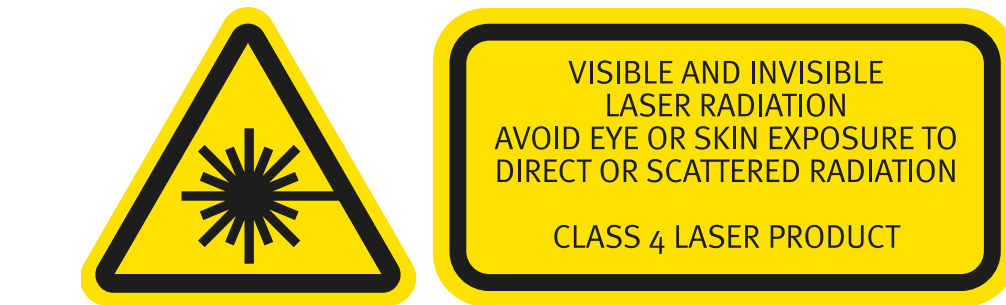 VISIBLE AND INVISIBLE
LASER RADIATION
AVOID EYE OR SKIN EXPOSURE TO
DIRECT OR SCATTERED RADIATION
CLASS 4 LASER PRODUCT